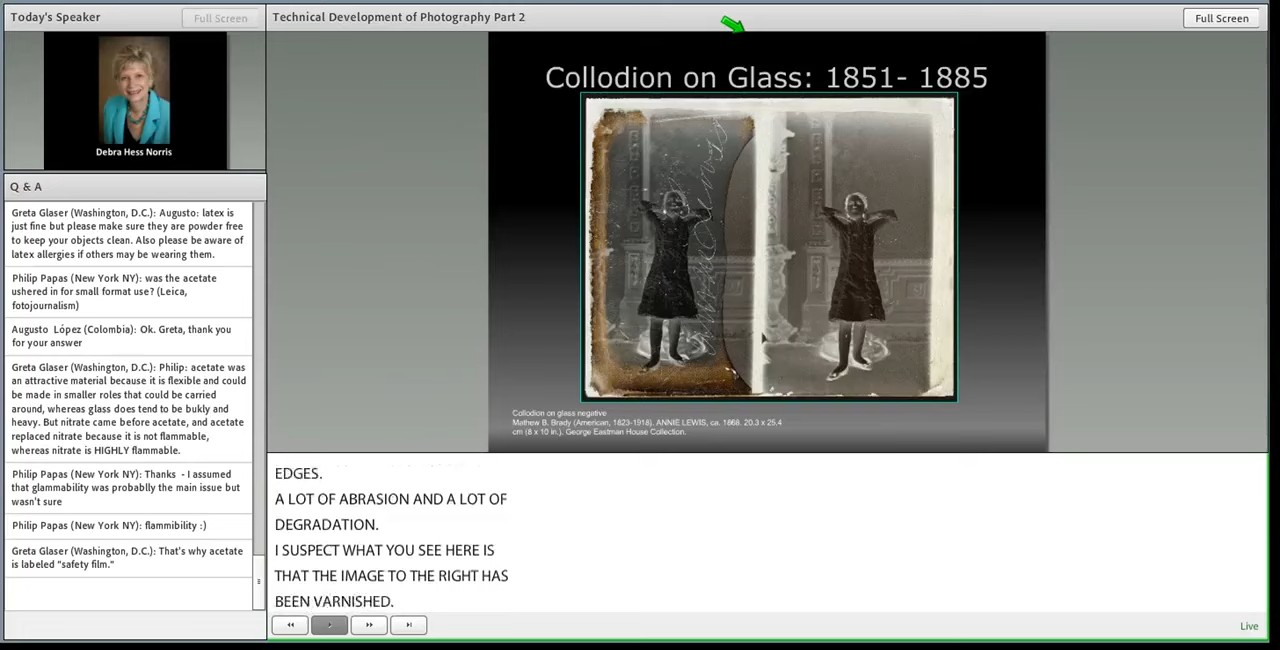 Today's Speaker
Full Screen
Technical Development of Photography Part 2
Full Screen
Debra Hess Norris
Q & A
Greta Glaser (Washington, D.C.): Augusto: latex is
just fine but please make sure they are powder free
to keep your objects clean. Also please be aware of
latex allergies if others may be wearing them.
Philip Papas (New York NY): was the acetate
ushered in for small format use? (Leica,
fotojournalism)
Augusto López (Colombia): Ok. Greta, thank you
for your answer
Greta Glaser (Washington, D.C.): Philip: acetate was
an attractive material because it is flexible and could
be made in smaller roles that could be carried
around, whereas glass does tend to be bukly and
heavy. But nitrate came before acetate, and acetate
replaced nitrate because it is not flammable,
whereas nitrate is HIGHLY flammable.
Philip Papas (New York NY): Thanks - I assumed
that glammability was probablly the main issue but
wasn't sure
Philip Papas (New York NY): flammibility :)
Greta Glaser (Washington, D.C.): That's why acetate
is labeled "safety film."
Collodion on Glass: 1851- 1885
Collodion on glass negative
Mathew B. Brady (American, 1823-1918). ANNIE LEWIS, ca. 1868. 20.3 x 25.4
cm (8 x 10 in.), George Eastman House Collection.
EDGES.
A LOT OF ABRASION AND A LOT OF
DEGRADATION.
I SUSPECT WHAT YOU SEE HERE IS
THAT THE IMAGE TO THE RIGHT HAS
BEEN VARNISHED.
Live